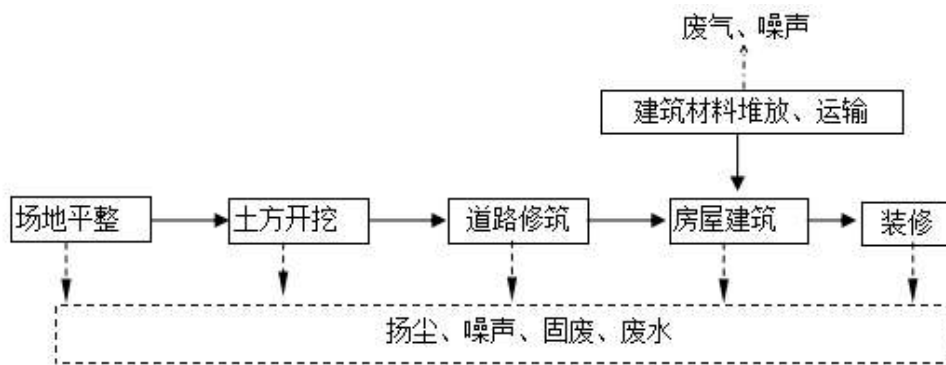 废气、噪声
建筑材料堆放、运输
场地平整
土方开挖
道路修筑
房屋建筑
装修
扬尘、噪声、固废、废水